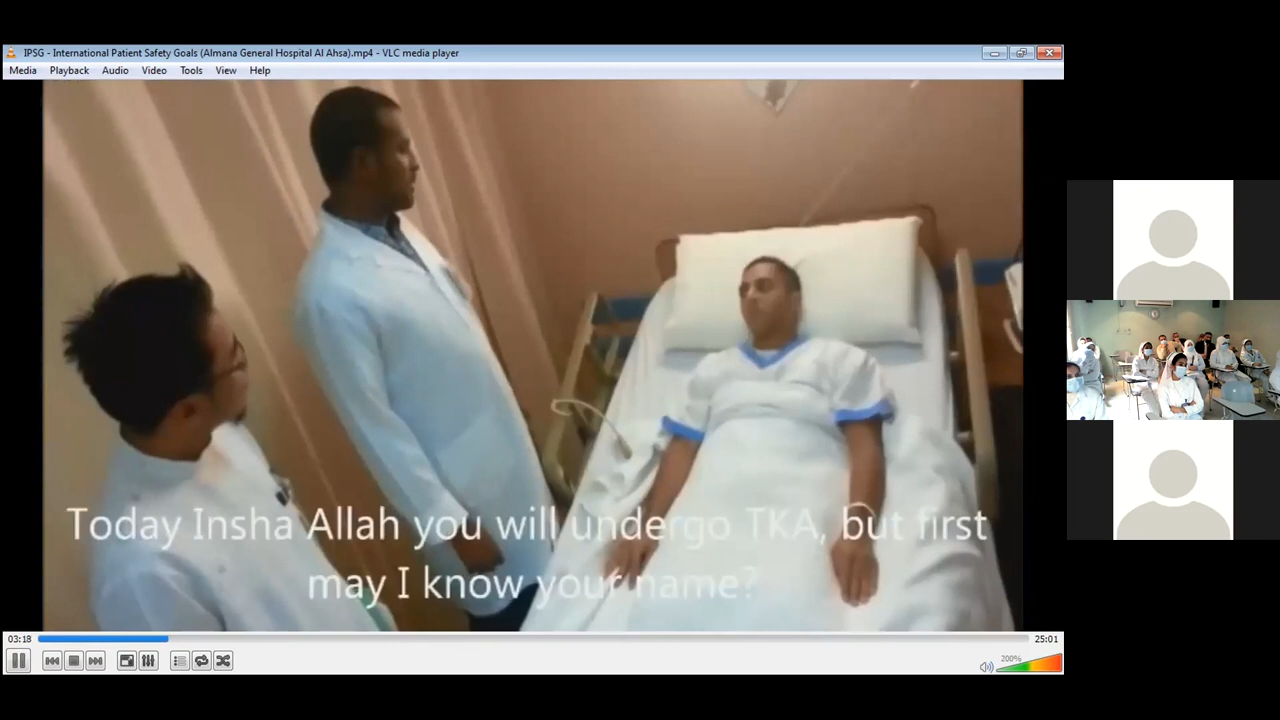 IPSG - International Patient Safety Goals (Almana General Hospital Al Ahsa).mp4 - VLC media player
Media Playback Audio Video Tools View Help
Today Insha Allah you will undergo TKA, but first
may I know your name?
03:18 25:01
200%